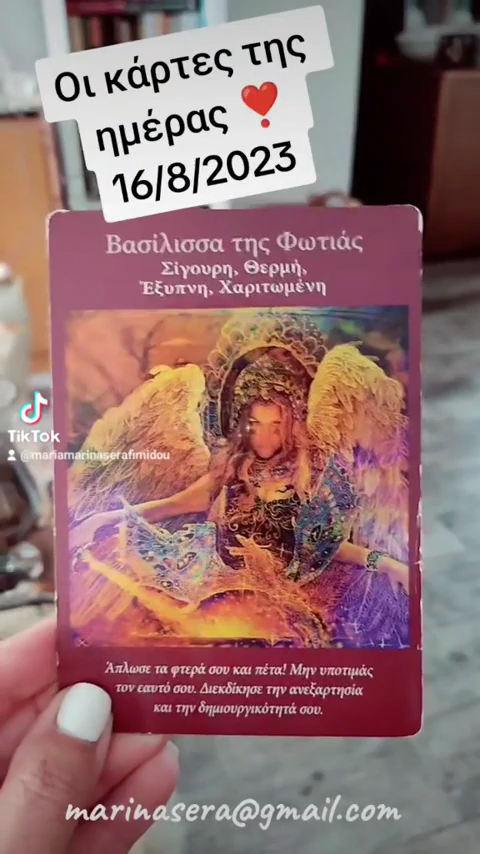 Οι κάρτες της
ημέρας ❣️
16/8/2023
Βασίλισσα της Φωτιάς
Σίγουρη, Θερμή,
Έξυπνη, Χαριτωμένη
TikTok
@mariamarinaserafimidou
Άπλωσε τα φτερά σου και πέτα! Μην υποτιμάς
τον εαυτό σου. Διεκδίκησε την ανεξαρτησία
και την δημιουργικότητά σου.
marinasera@gmail.com